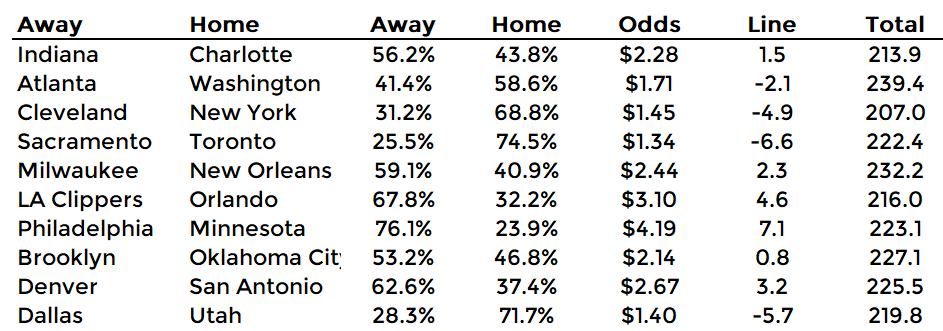 Away Home Away Home Odds Line Total
Indiana Charlotte 56.2% 43.8% $2.28 1.5 213.9
Atlanta Washington 41.4% 58.6% $1.71 -2.1 239.4
Cleveland New York 31.2% 68.8% $1.45 -4.9 207.0
Sacramento Toronto 25.5% 74.5% $1.34 -6.6 222.4
Milwaukee New Orleans 59.1% 40.9% $2.44 2.3 232.2
LA Clippers Orlando 67.8% 32.2% $3.10 4.6 216.0
Philadelphia Minnesota 76.1% 23.9% $4.19 7.1 223.1
Brooklyn Oklahoma City 53.2% 46.8% $2.14 0.8 227.1
Denver San Antonio 62.6% 37.4% $2.67 3.2 225.5
Dallas Utah 28.3% 71.7% $1.40 -5.7 219.8